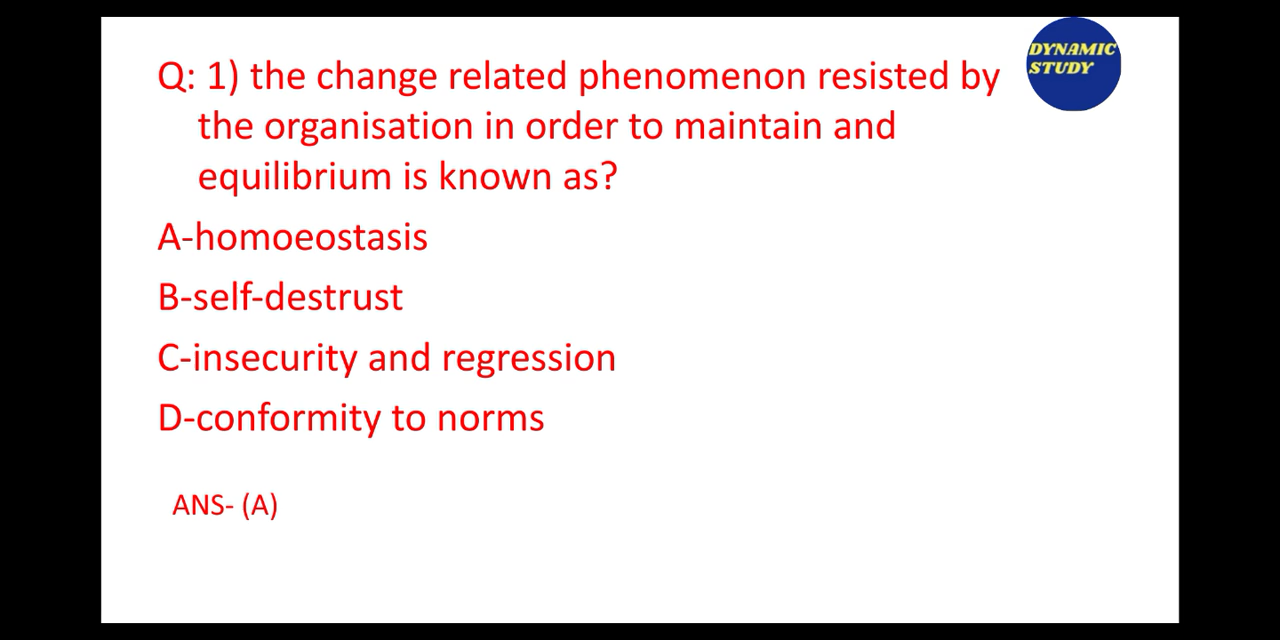 Q: 1) the change related phenomenon resisted by
the organisation in order to maintain and
equilibrium is known as?
A-homoeostasis
B-self-destrust
C-insecurity and regression
D-conformity to norms
ANS- (A)
DYNAMIC
STUDY